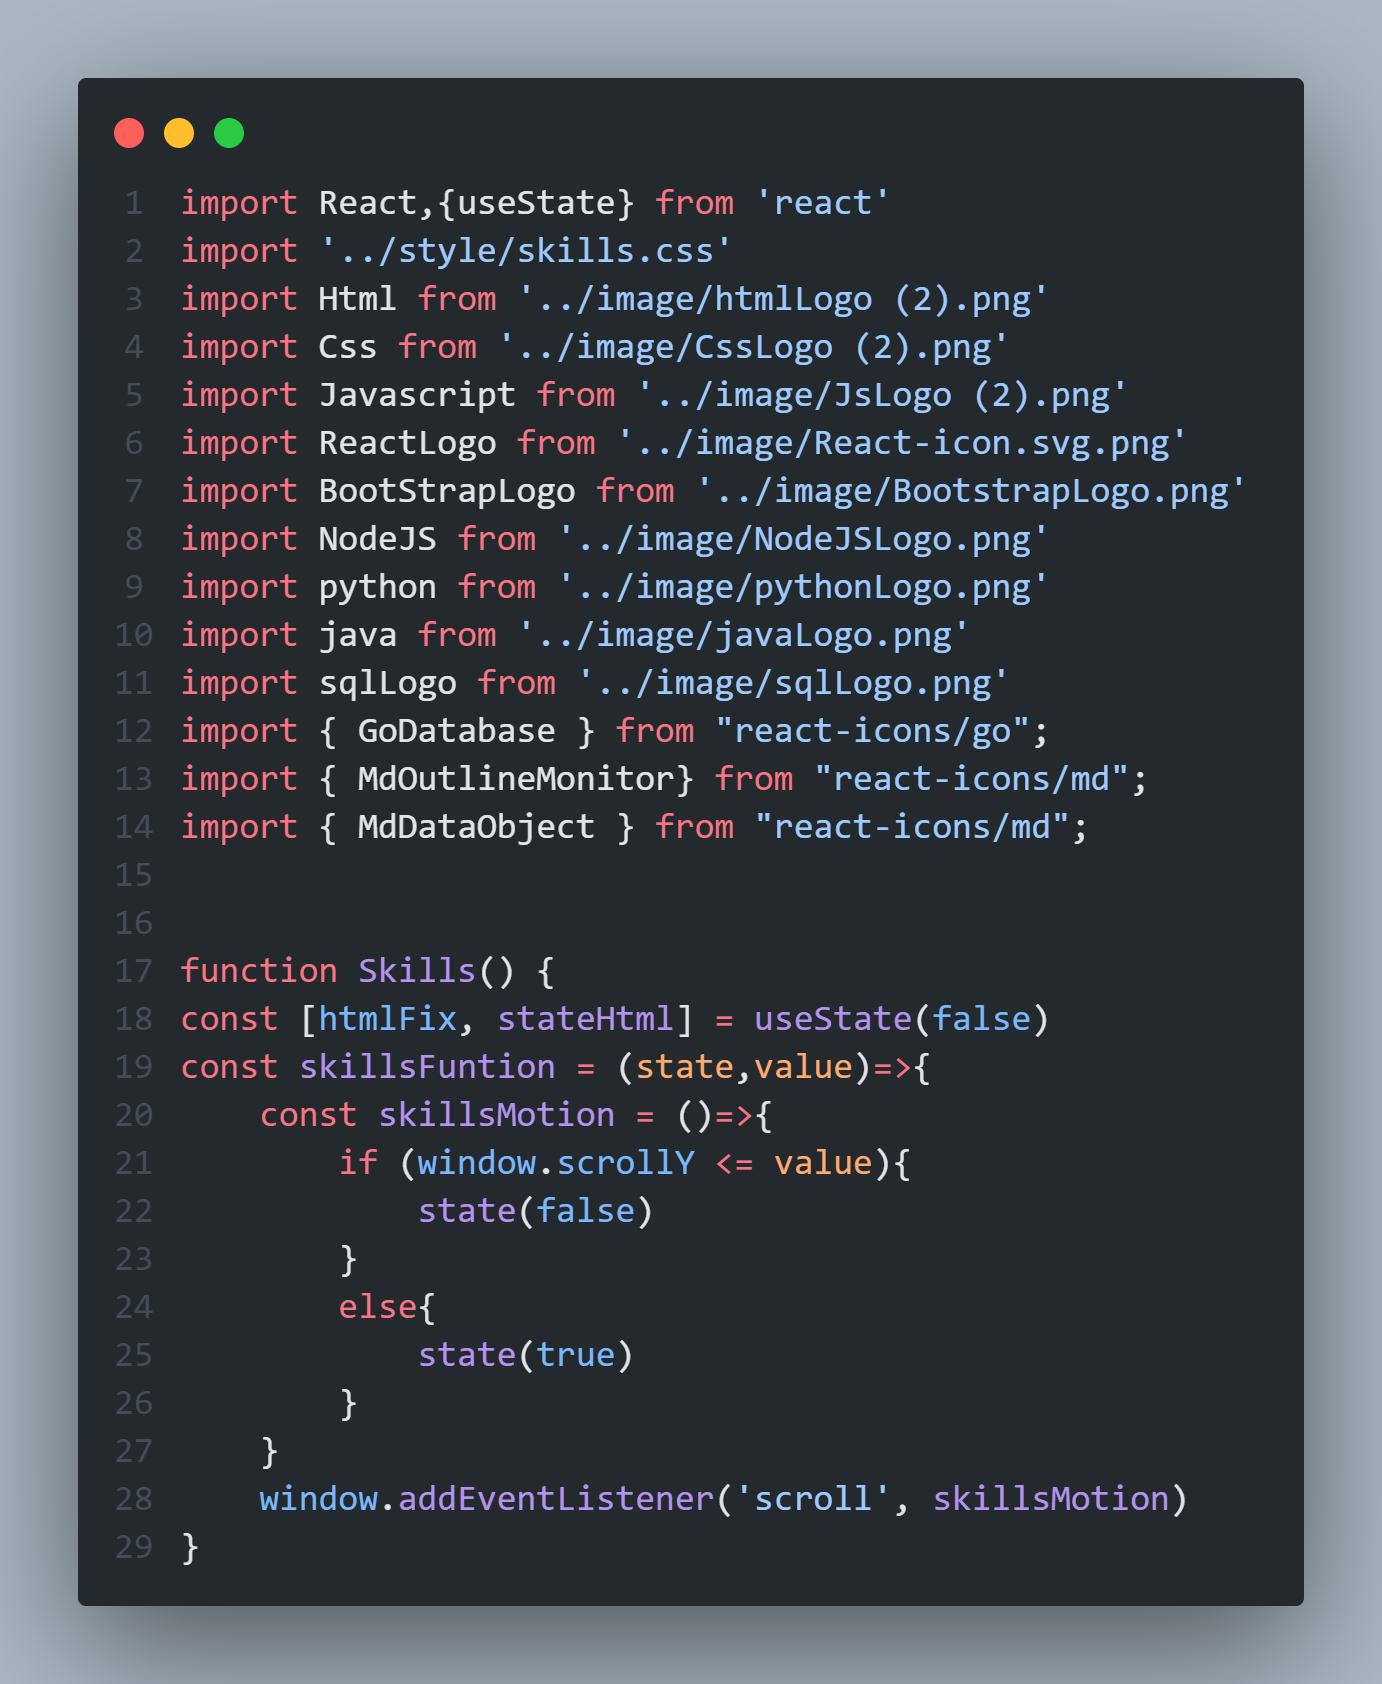 1 import React,{useState} from 'react'
2 import '../style/skills.css'
3 import Html from '../image/htmlLogo (2).png'
4 import Css from '../image/CssLogo (2).png'
5 import Javascript from '../image/JsLogo (2).png'
6 import ReactLogo from '../image/React-icon.svg.png'
7 import BootStrapLogo from '../image/BootstrapLogo.png'
8 import NodeJS from '../image/NodeJSLogo.png'
9 import python from '../image/pythonLogo.png'
10 import java from '../image/javaLogo.png'
11 import sqlLogo from '../image/sqlLogo.png'
12 import { GoDatabase } from "react-icons/go";
13 import { MdOutlineMonitor} from "react-icons/md";
14 import { MdDataObject } from "react-icons/md";
15
16
17 function Skills() {
18 const [htmlFix, stateHtml] = useState(false)
19 const skillsFuntion = (state,value)=>{
20     const skillsMotion = ()=>{
21         if (window.scrollY <= value){
22             state(false)
23         }
24         else{
25             state(true)
26         }
27     }
28     window.addEventListener('scroll', skillsMotion)
29 }